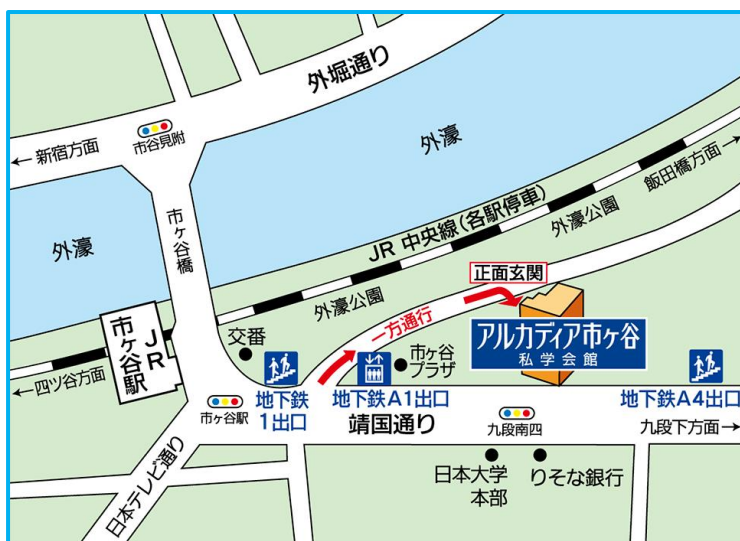 外堀通り
市谷見附
← 新宿方面
外濠
飯田橋方面 →
市ヶ谷橋
外濠
JR 中央線(各駅停車)
外濠公園
正面玄関
外濠公園
一方通行
JR
市ヶ谷駅
交番
アルカディア市ヶ谷
私学会館
市ヶ谷
プラザ
← 四ツ谷方面
市ヶ谷駅
地下鉄
1出口
地下鉄A1出口
地下鉄A4出口
靖国通り
九段南四
九段下方面→
日本テレビ通り
日本大学
本部
りそな銀行